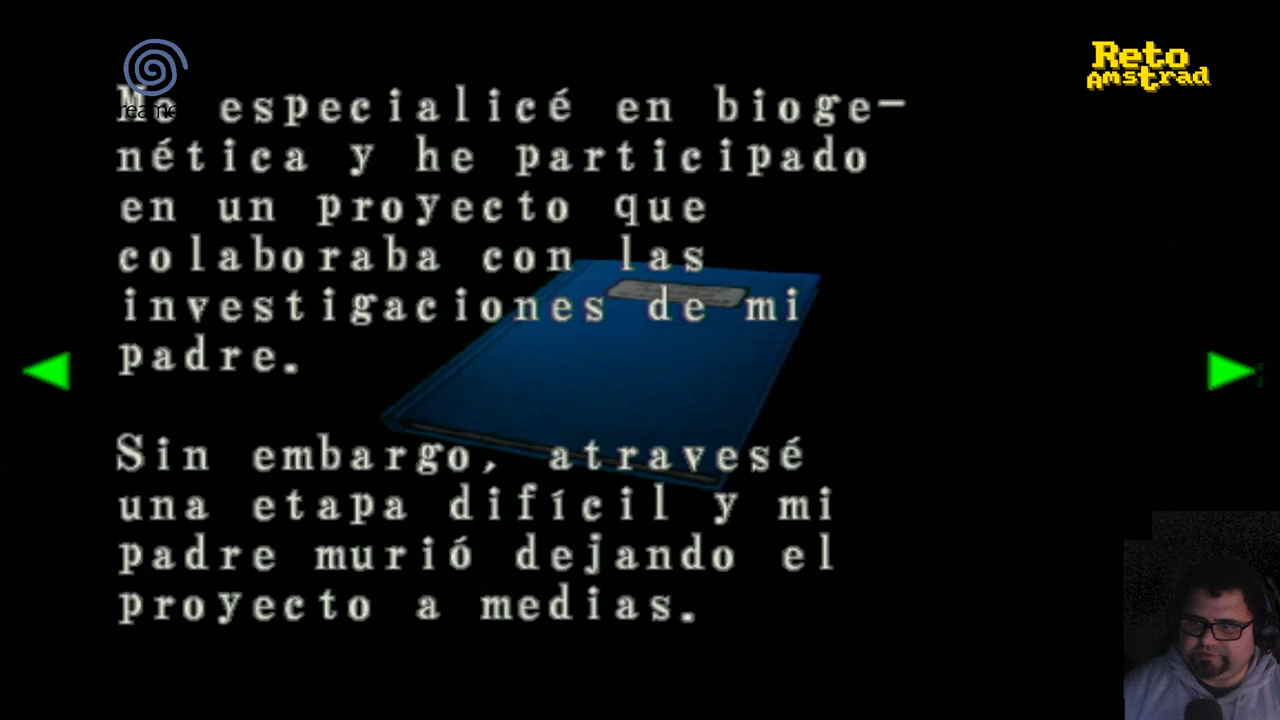 Reto
Amstrad
Me especialicé en bioge-
nética y he participado
en un proyecto que
colaboraba con las
investigaciones de mi
padre.
Sin embargo, atravesé
una etapa difícil y mi
padre murió dejando el
proyecto a medias.